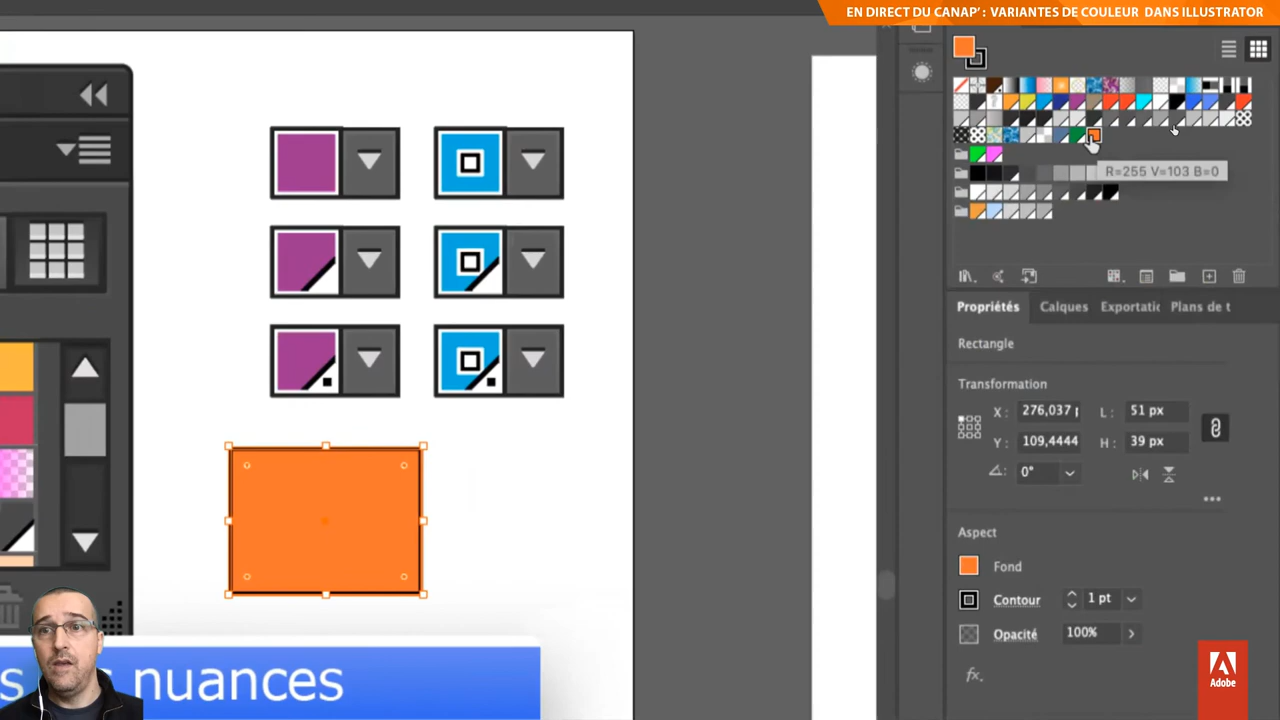 EN DIRECT DU CANAP' : VARIANTES DE COULEUR DANS ILLUSTRATOR
R=255 V=103 B=0
Propriétés Calques Exportatic Plans de t
Rectangle
Transformation
X : 276,037 L : 51 px
Y : 109,4444 H : 39 px
0°
Aspect
Fond
Contour 1 pt
Opacité 100%
fx.
nuances
Adobe